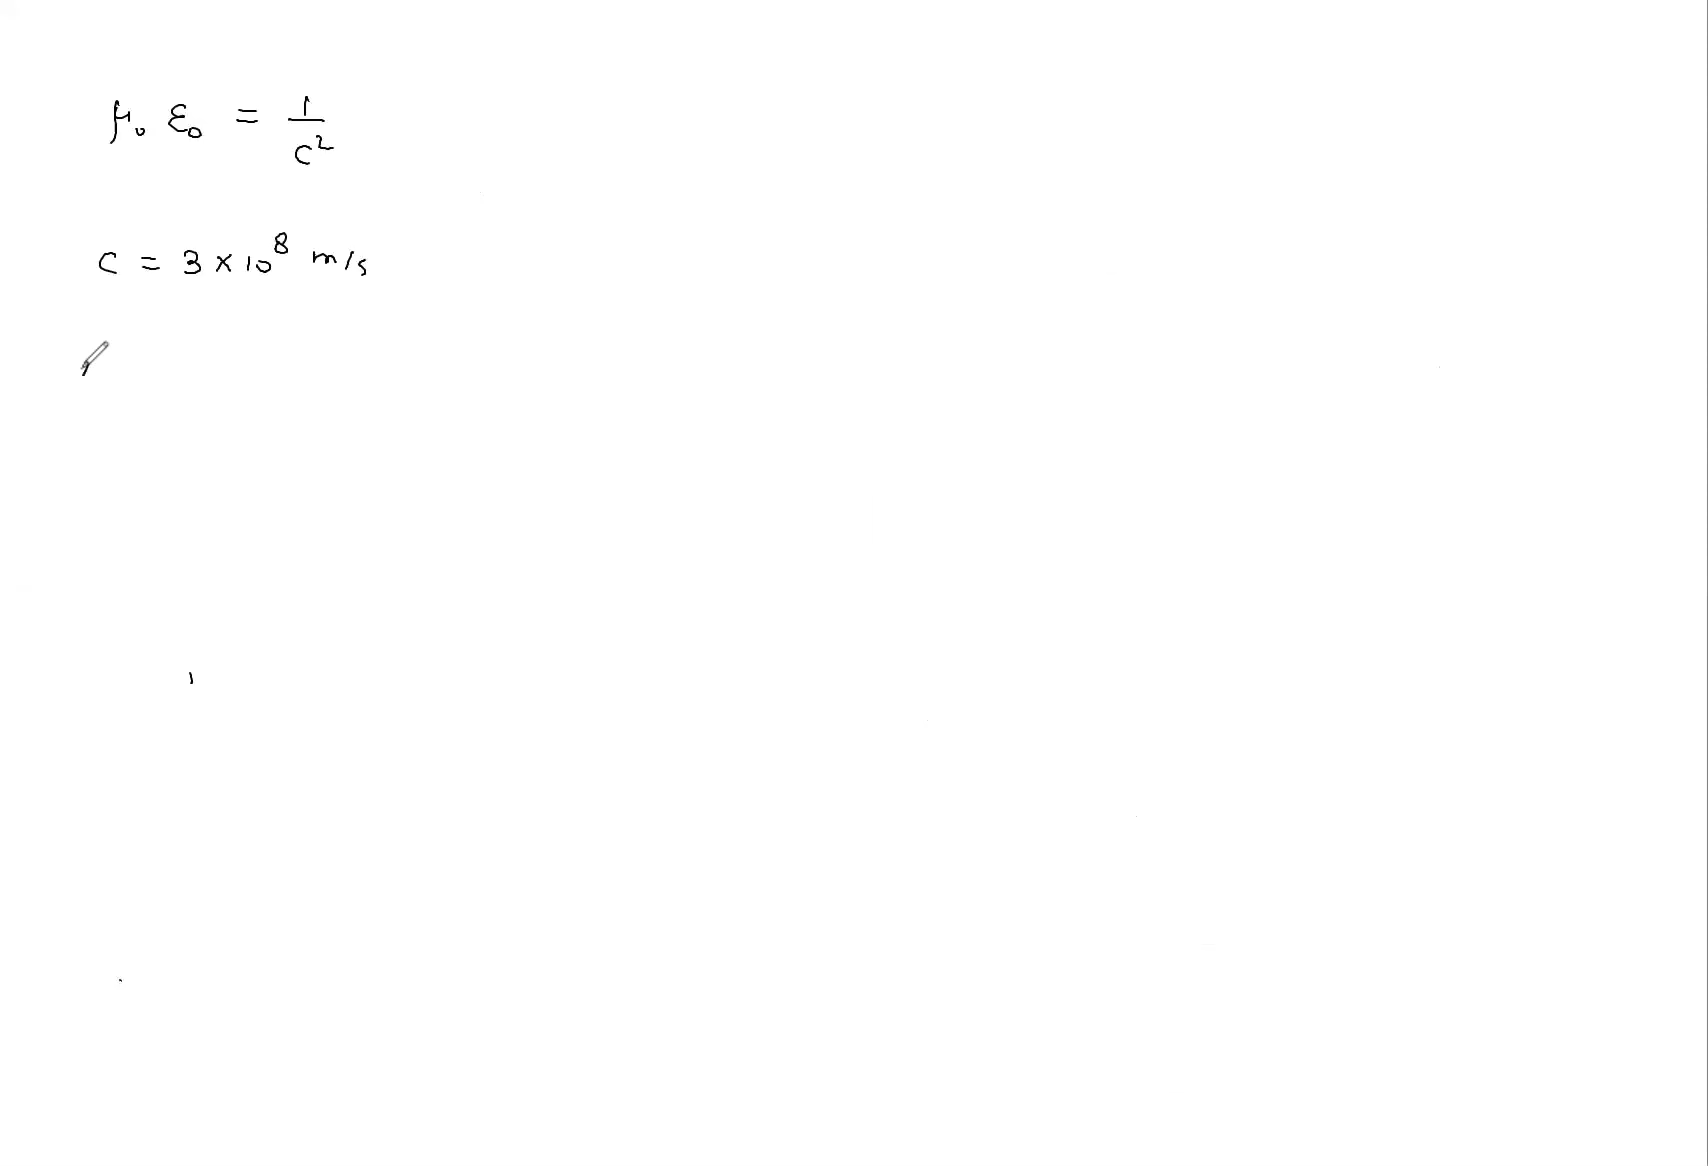 μ₀ ε₀ = 1/c²
c = 3 × 10⁸ m/s